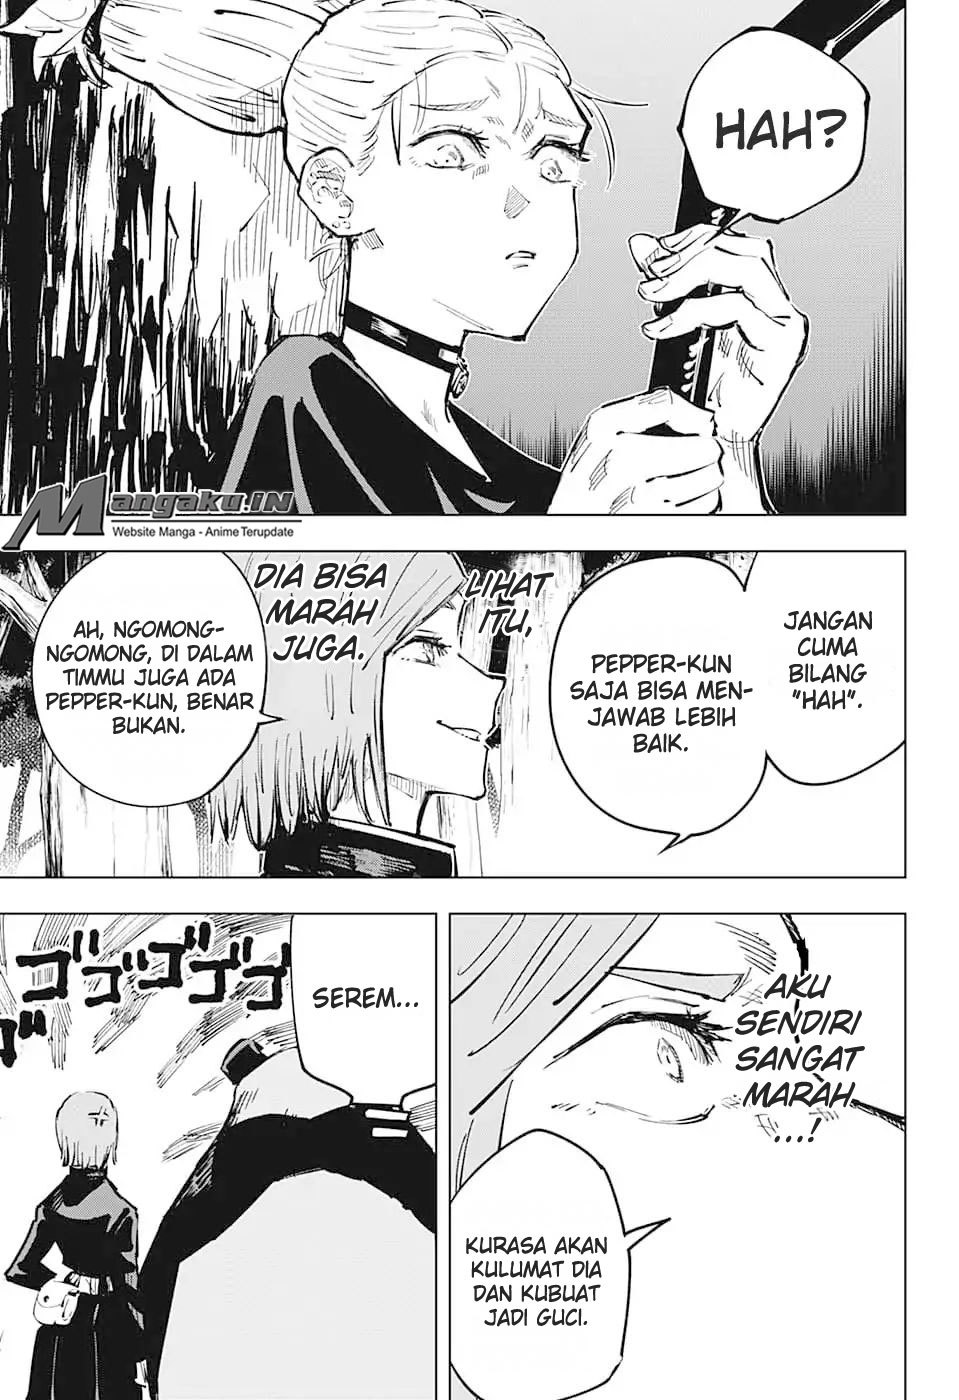 HAH?
Mangaku.IN
Website Manga - Anime Terupdate
JANGAN
CUMA
BILANG
"HAH".
PEPPER-KUN
SAJA BISA MEN-
JAWAB LEBIH
BAIK.
LIHAT
ITU,
DIA BISA
MARAH
JUGA.
AH, NGOMONG-
NGOMONG, DI DALAM
TIMMU JUGA ADA
PEPPER-KUN, BENAR
BUKAN.
AKU
SENDIRI
SANGAT
MARAH
...!
KURASA AKAN
KULUMAT DIA
DAN KUBUAT
JADI GUCI.
SEREM...
ゴゴゴゴゴ